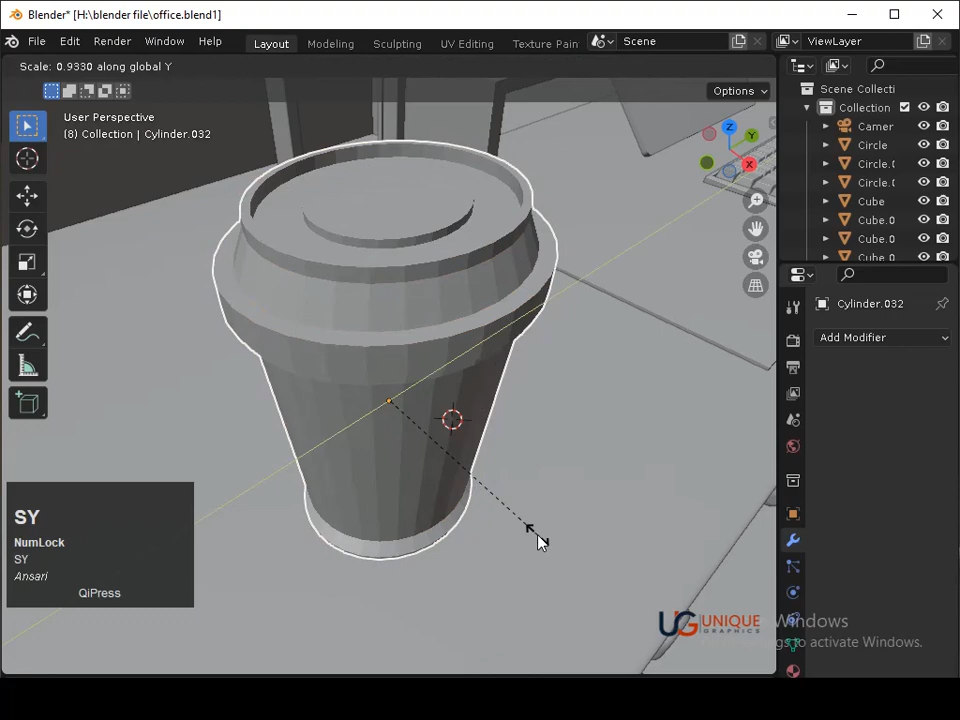 Blender* [H:\blender file\office.blend1]
File Edit Render Window Help Layout Modeling Sculpting UV Editing Texture Pain Scene ViewLayer
Scale: 0.9330 along global Y
Options
User Perspective
(8) Collection | Cylinder.032
Z
Y
X
Scene Collecti
Collection
Camer
Circle
Circle.0
Circle.0
Cube
Cube.0
Cube.0
Cube.0
Cylinder.032
Add Modifier
SY
NumLock
SY
Ansari
QiPress
UG UNIQUE
GRAPHICS
Windows
to activate Windows.